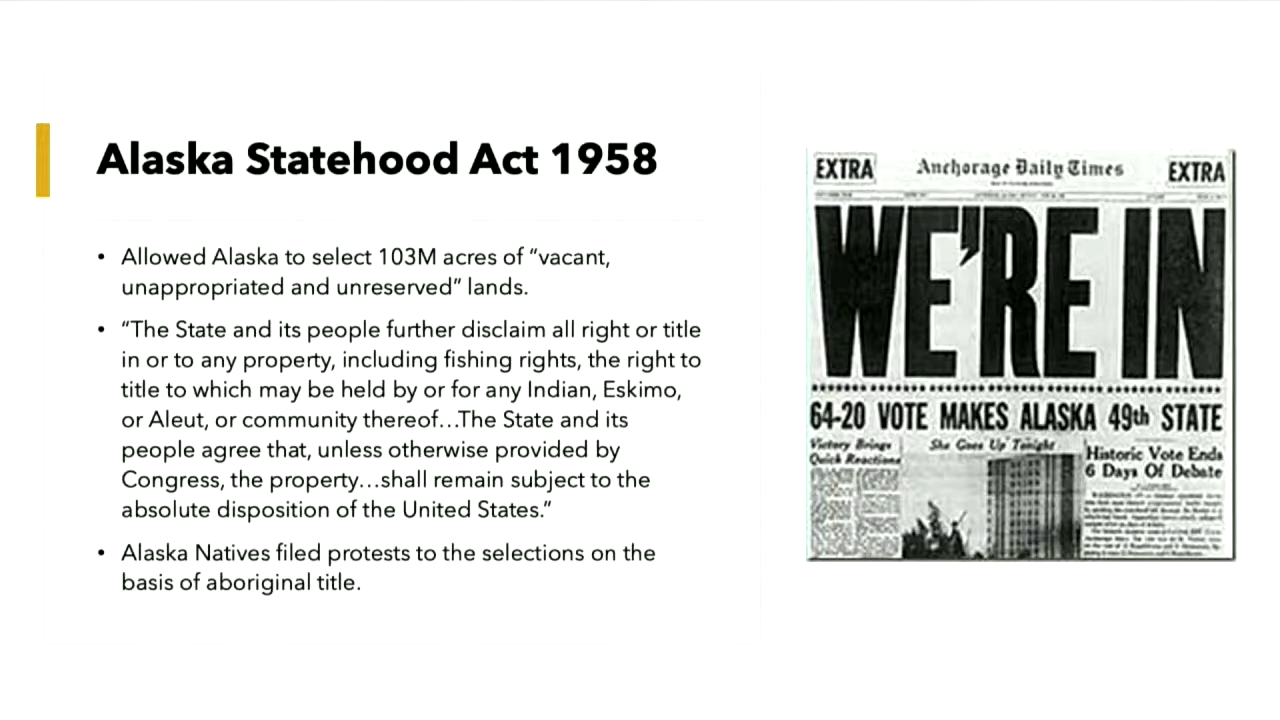 Alaska Statehood Act 1958
• Allowed Alaska to select 103M acres of “vacant,
unappropriated and unreserved” lands.
• “The State and its people further disclaim all right or title
in or to any property, including fishing rights, the right to
title to which may be held by or for any Indian, Eskimo,
or Aleut, or community thereof…The State and its
people agree that, unless otherwise provided by
Congress, the property…shall remain subject to the
absolute disposition of the United States.”
• Alaska Natives filed protests to the selections on the
basis of aboriginal title.
EXTRA Anchorage Daily Times EXTRA
WE'RE IN
64-20 VOTE MAKES ALASKA 49th STATE
Victory Brings
Quick Reactions
She Goes Up Tonight
Historic Vote Ends
6 Days Of Debate